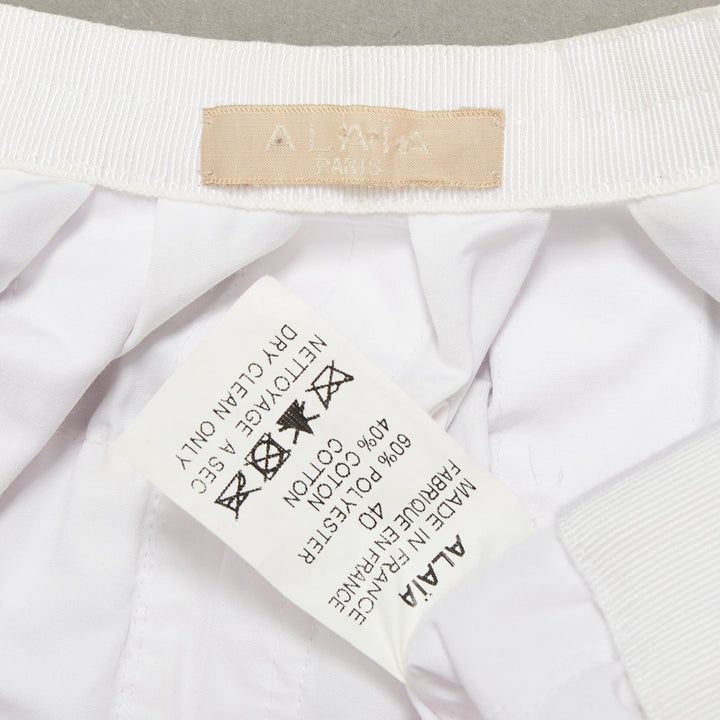 ALAÏA
PARIS
ALAÏA
MADE IN FRANCE
FABRIQUE EN FRANCE
40
60% POLYESTER
40% COTON
COTTON
NETTOYAGE A SEC
DRY CLEAN ONLY